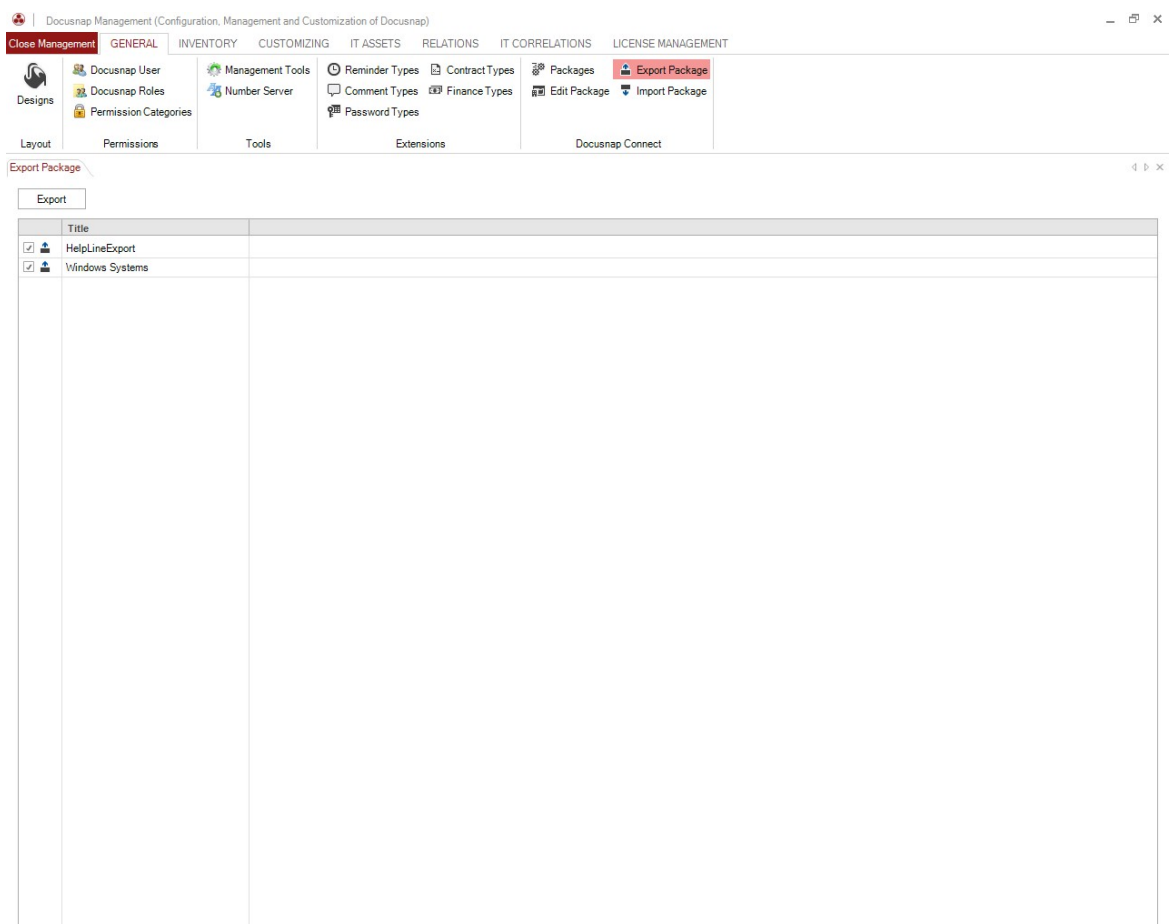 Docusnap Management (Configuration, Management and Customization of Docusnap)
Close Management GENERAL INVENTORY CUSTOMIZING IT ASSETS RELATIONS IT CORRELATIONS LICENSE MANAGEMENT
Docusnap User Management Tools Reminder Types Contract Types Packages Export Package
Designs Docusnap Roles Number Server Comment Types Finance Types Edit Package Import Package
Permission Categories Password Types
Layout Permissions Tools Extensions Docusnap Connect
Export Package
Export
Title
HelpLineExport
Windows Systems